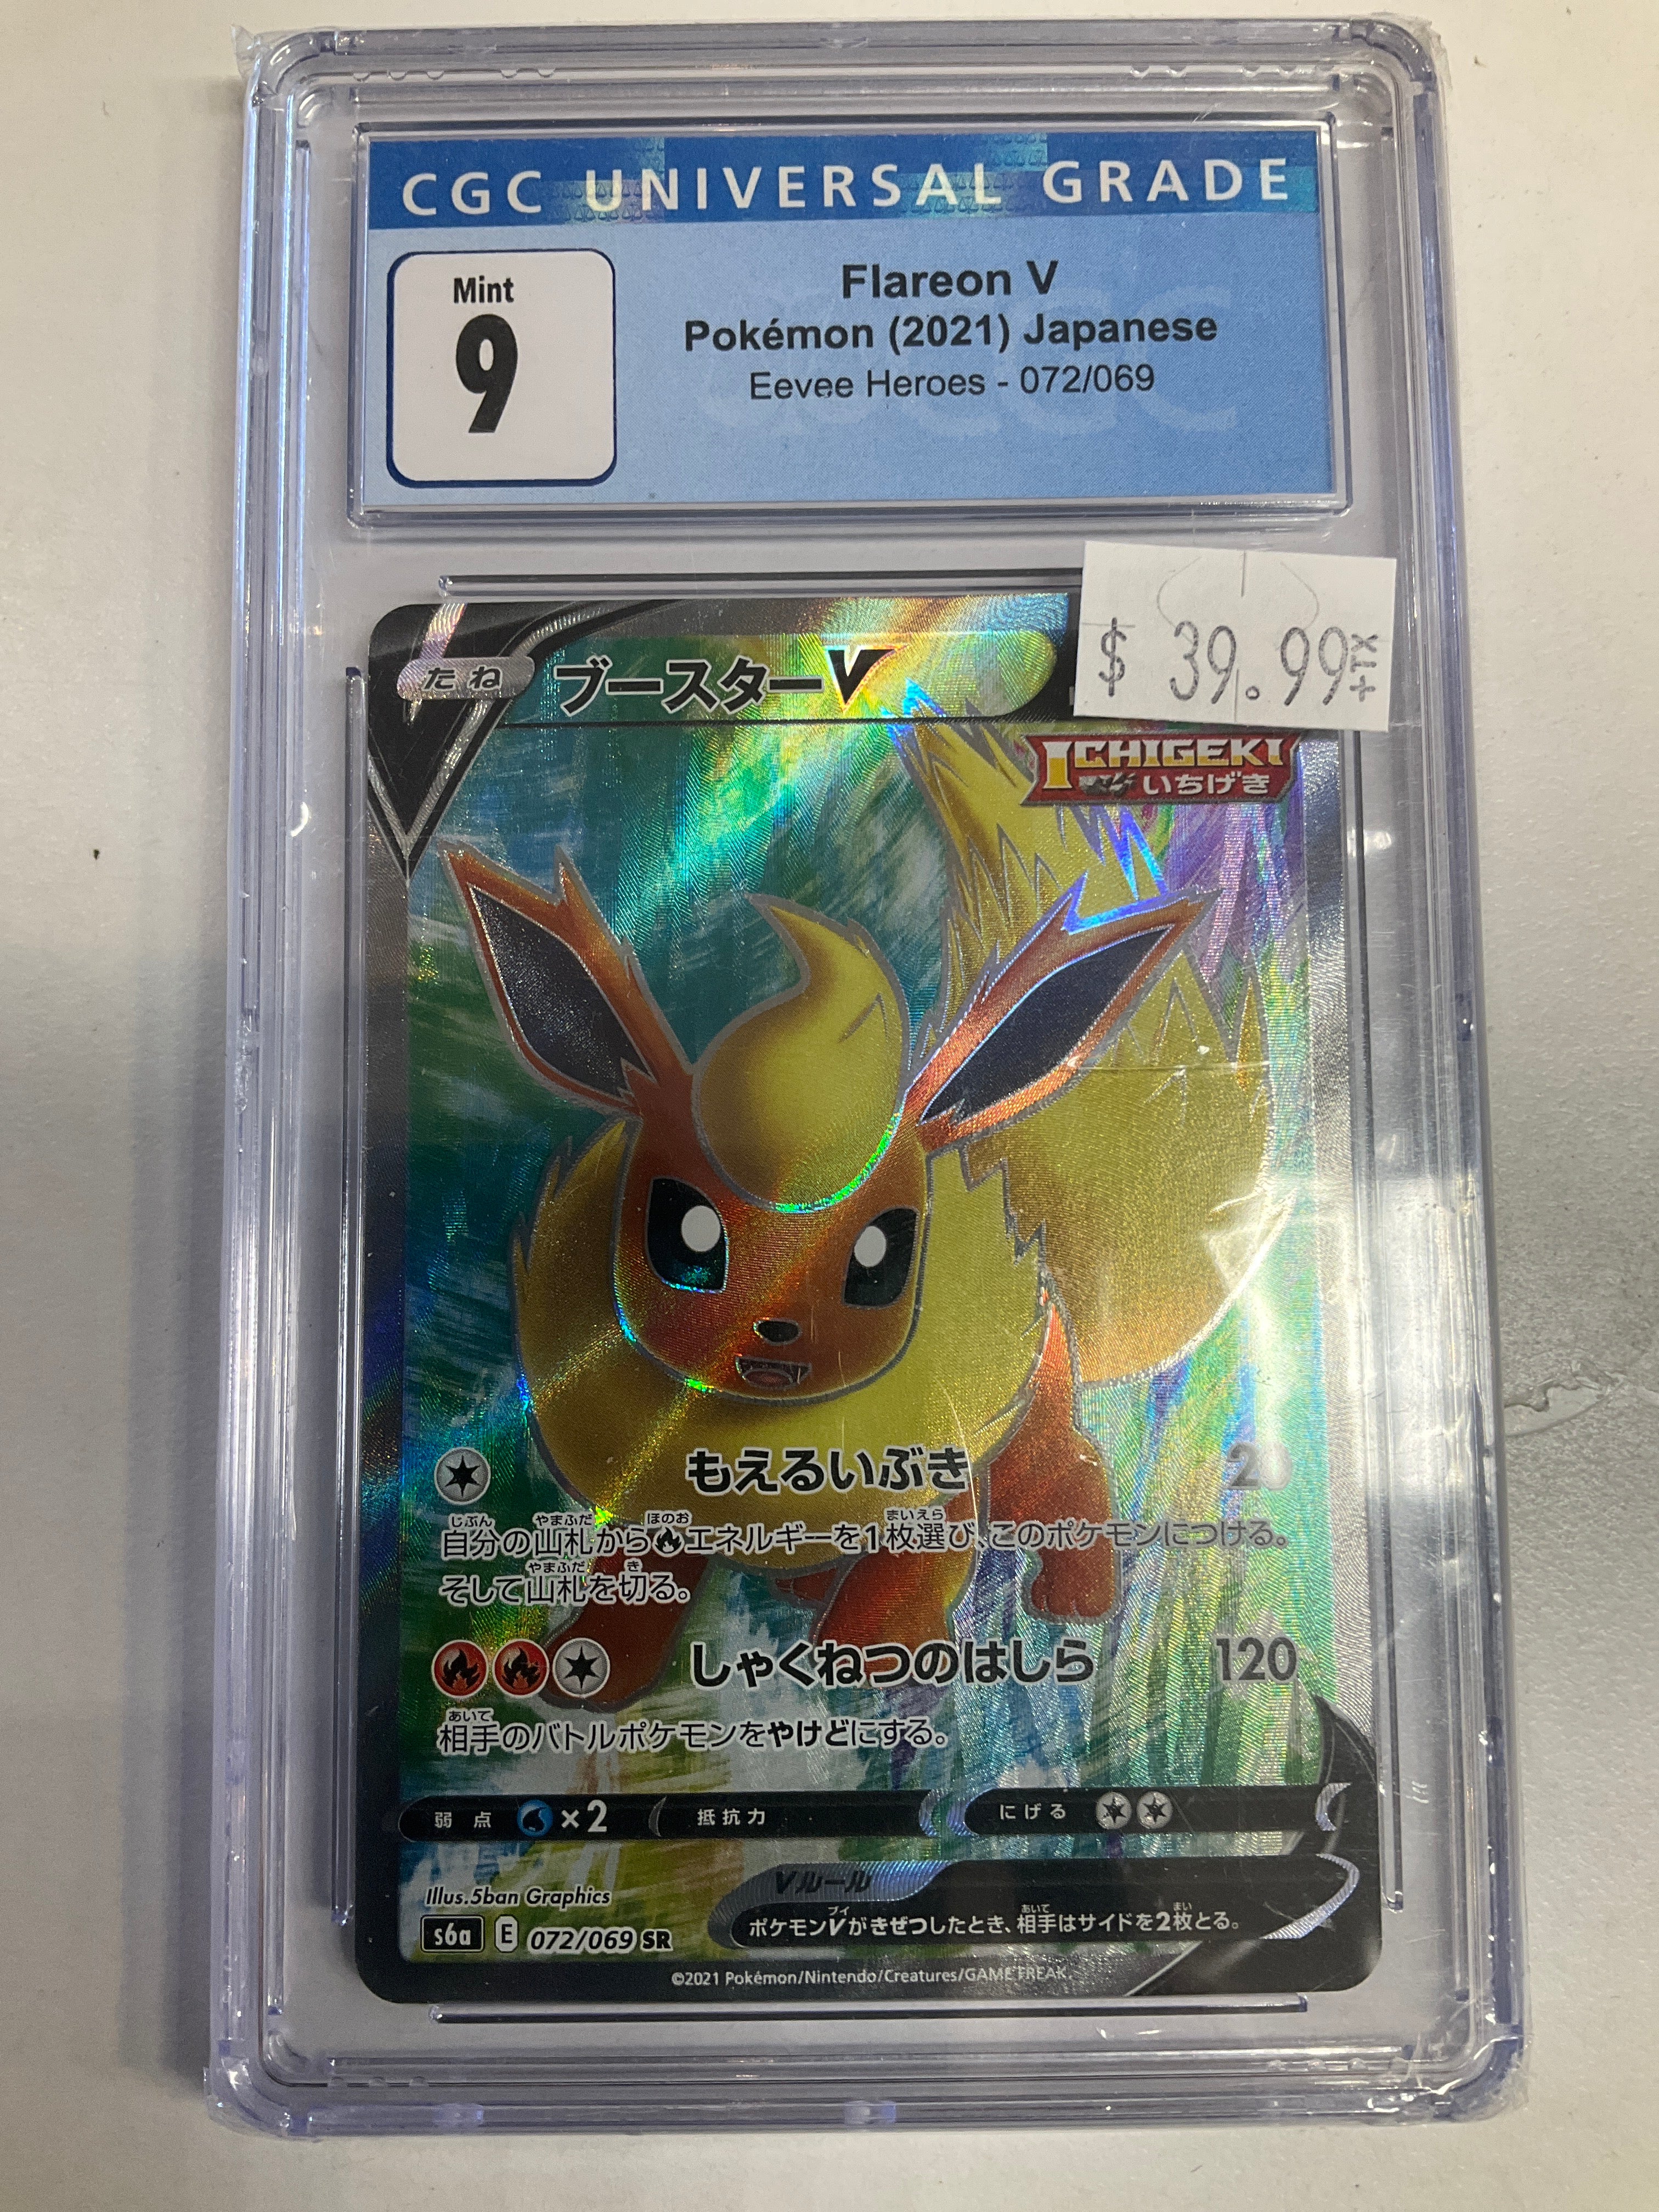 CGC UNIVERSAL GRADE
Mint
9
Flareon V
Pokémon (2021) Japanese
Eevee Heroes - 072/069
$ 39.99 + TX
たね
ブースターV
ICHIGEKI
いちげき
もえるいぶき 20
じぶん やまふだ ほのお まいえら
自分の山札からエネルギーを1枚選び、このポケモンにつける。
やまふだ き
そして山札を切る。
しゃくねつのはしら 120
あいて
相手のバトルポケモンをやけどにする。
弱点 ×2 抵抗力 にげる
Vルール
Illus.5ban Graphics
ブイ あいて まい
ポケモンVがきぜつしたとき、相手はサイドを2枚とる。
s6a E 072/069 SR
©2021 Pokémon/Nintendo/Creatures/GAME FREAK.